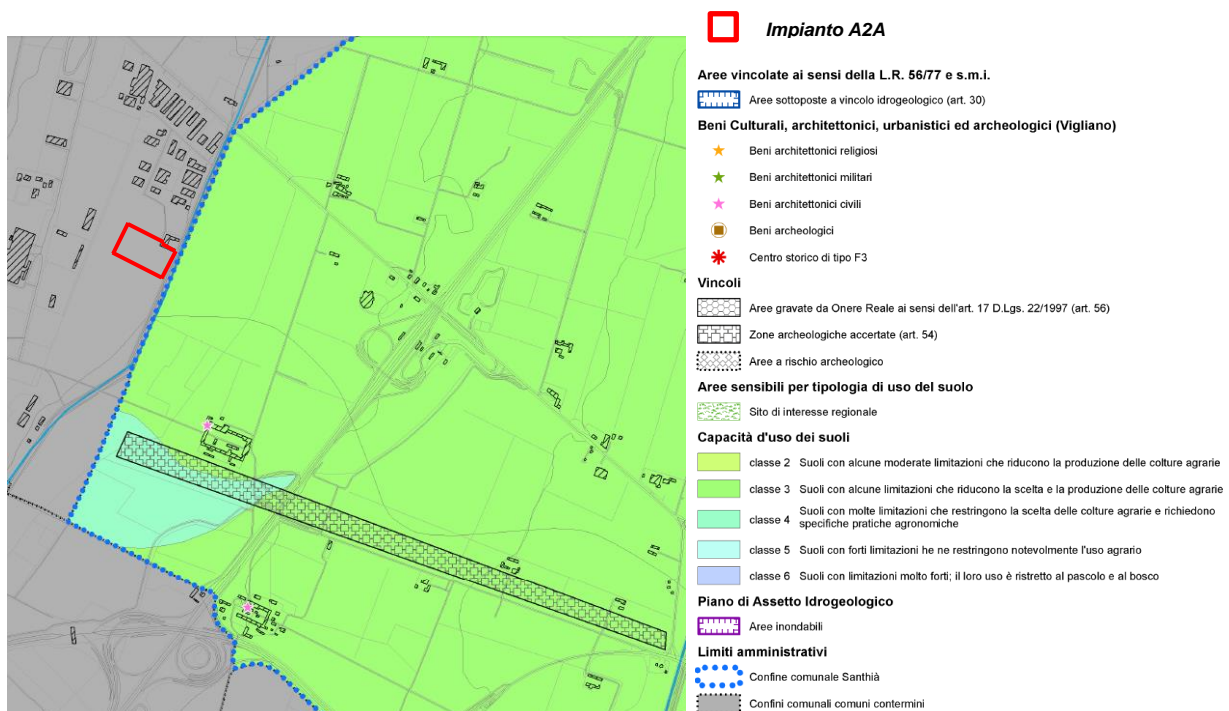 Impianto A2A
Aree vincolate ai sensi della L.R. 56/77 e s.m.i.
Aree sottoposte a vincolo idrogeologico (art. 30)
Beni Culturali, architettonici, urbanistici ed archeologici (Vigliano)
Beni architettonici religiosi
Beni architettonici militari
Beni architettonici civili
Beni archeologici
Centro storico di tipo F3
Vincoli
Aree gravate da Onere Reale ai sensi dell'art. 17 D.Lgs. 22/1997 (art. 56)
Zone archeologiche accertate (art. 54)
Aree a rischio archeologico
Aree sensibili per tipologia di uso del suolo
Sito di interesse regionale
Capacità d'uso dei suoli
classe 2 Suoli con alcune moderate limitazioni che riducono la produzione delle colture agrarie
classe 3 Suoli con alcune limitazioni che riducono la scelta e la produzione delle colture agrarie
classe 4 Suoli con molte limitazioni che restringono la scelta delle colture agrarie e richiedono
specifiche pratiche agronomiche
classe 5 Suoli con forti limitazioni he ne restringono notevolmente l'uso agrario
classe 6 Suoli con limitazioni molto forti; il loro uso è ristretto al pascolo e al bosco
Piano di Assetto Idrogeologico
Aree inondabili
Limiti amministrativi
Confine comunale Santhià
Confini comunali comuni contermini